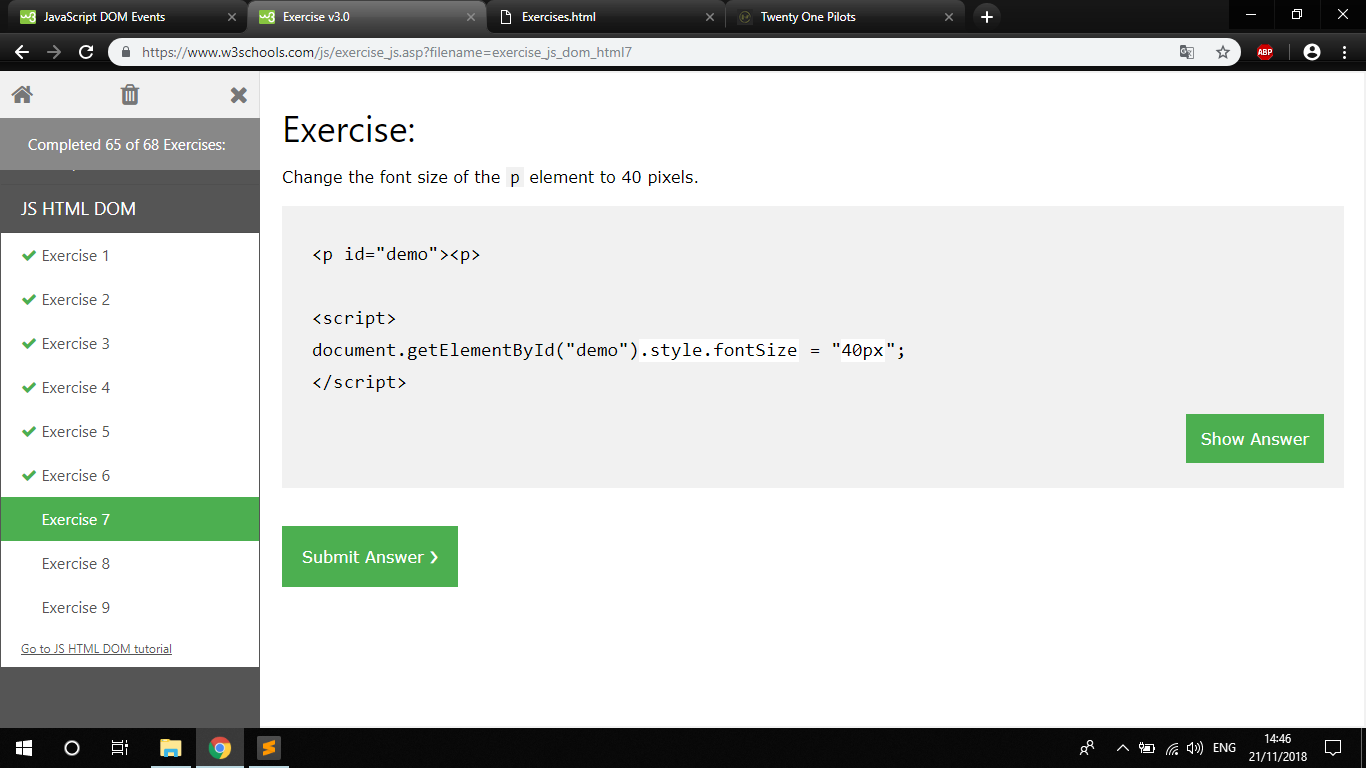 JavaScript DOM Events
Exercise v3.0
Exercises.html
Twenty One Pilots
https://www.w3schools.com/js/exercise_js.asp?filename=exercise_js_dom_html7
ABP
Completed 65 of 68 Exercises:
JS HTML DOM
Exercise 1
Exercise 2
Exercise 3
Exercise 4
Exercise 5
Exercise 6
Exercise 7
Exercise 8
Exercise 9
Go to JS HTML DOM tutorial
Exercise:
Change the font size of the p element to 40 pixels.
<p id="demo"><p>
<script>
document.getElementById("demo").style.fontSize = "40px";
</script>
Show Answer
Submit Answer ❯
ENG
14:46
21/11/2018